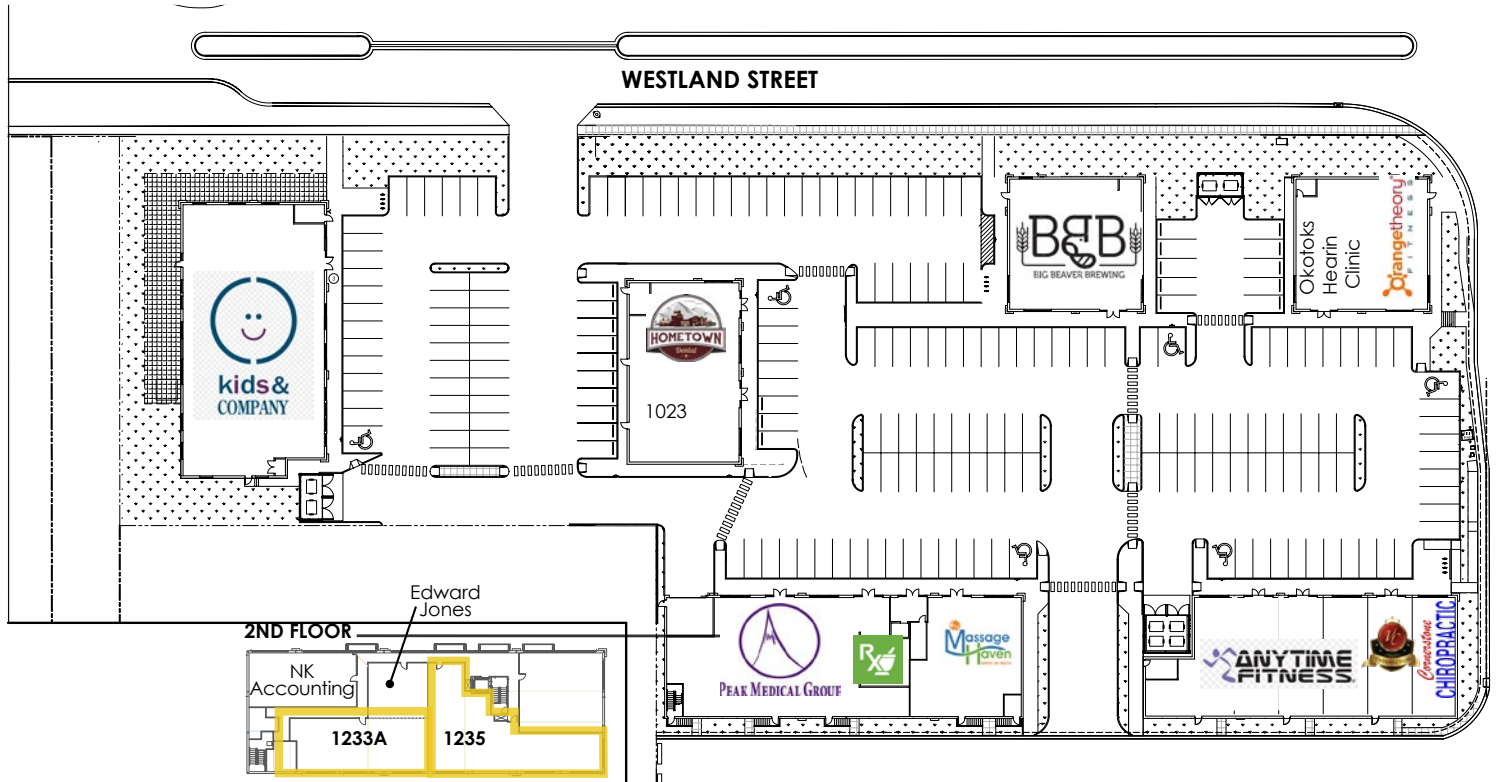 WESTLAND STREET
kids&
COMPANY
HOMETOWN
1023
BBB
BIG BEAVER BREWING
Okotoks
Hearin
Clinic
Orangetheory
FITNESS
Edward
Jones
2ND FLOOR
NK
Accounting
1233A
1235
PEAK MEDICAL GROUP
RX
Massage
Haven
ANYTIME
FITNESS
Cornerstone
CHIROPRACTIC